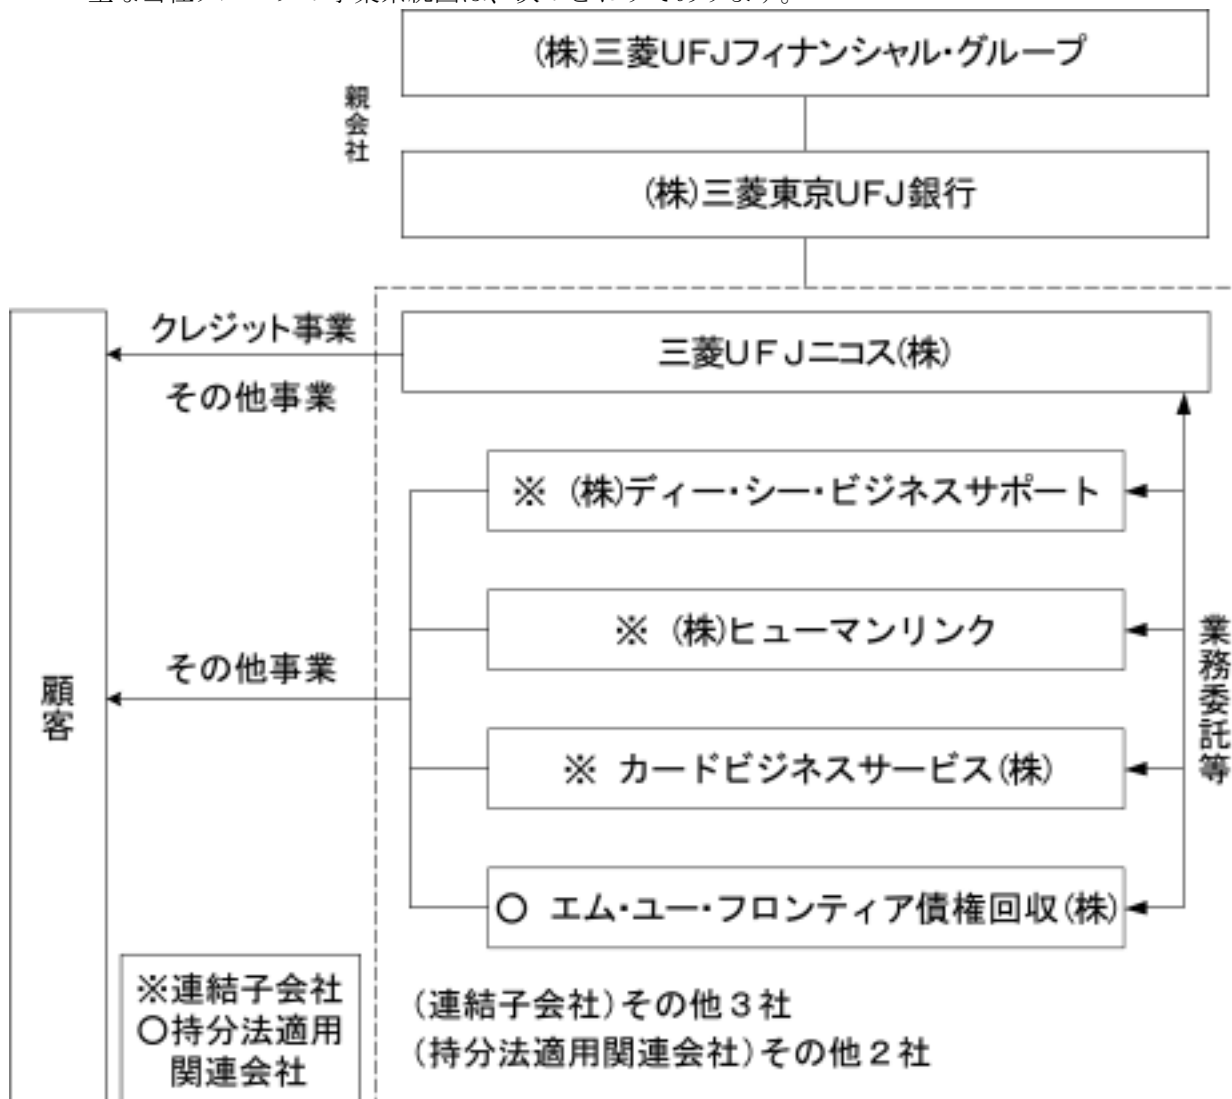 (株)三菱UFJフィナンシャル・グループ
親会社
(株)三菱東京UFJ銀行
クレジット事業
三菱UFJニコス(株)
その他事業
※ (株)ディー・シー・ビジネスサポート
※ (株)ヒューマンリンク
業務委託等
その他事業
顧客
※ カードビジネスサービス(株)
○ エム・ユー・フロンティア債権回収(株)
※連結子会社
○持分法適用
関連会社
(連結子会社)その他3社
(持分法適用関連会社)その他2社